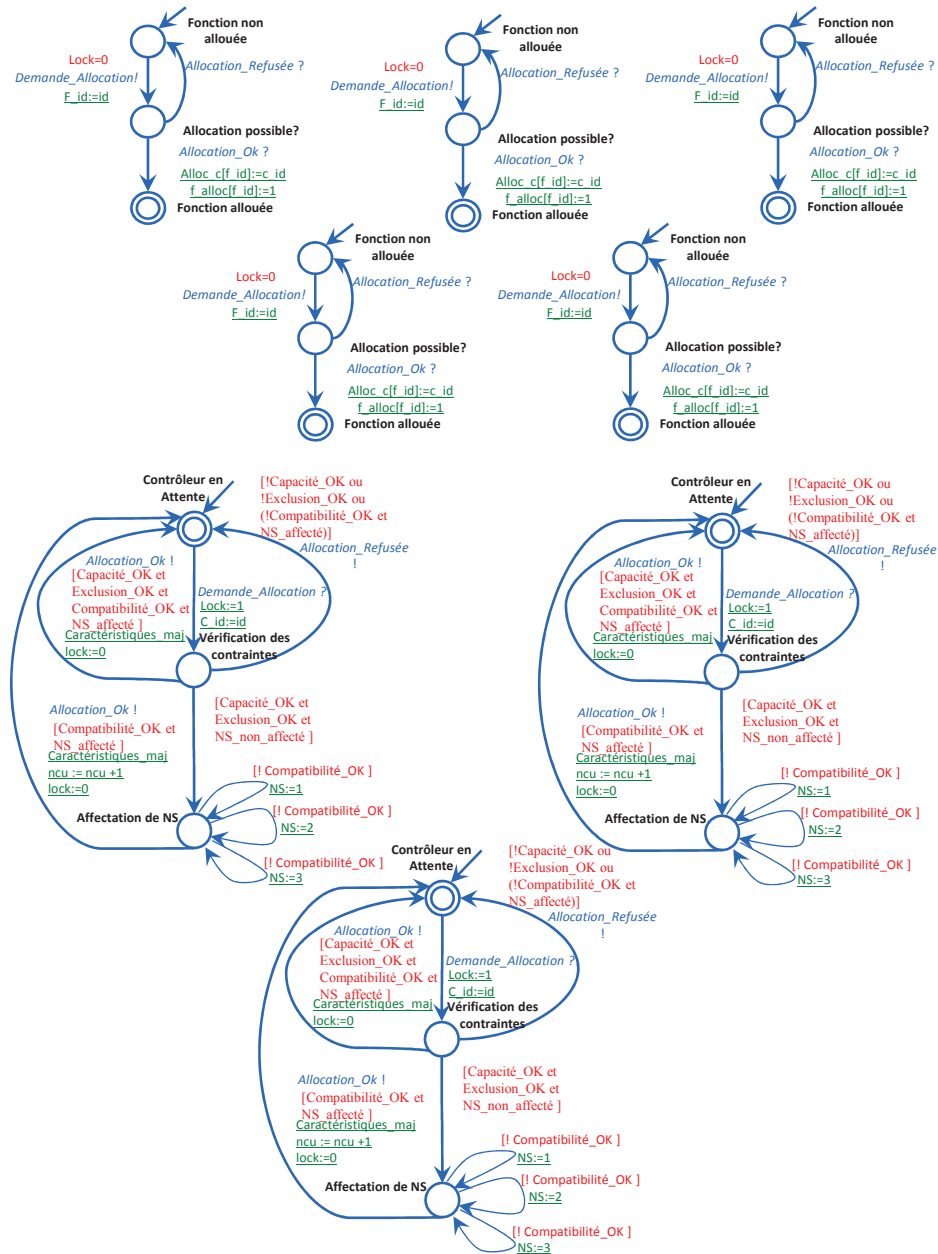 Fonction non
allouée
Lock=0
Demande_Allocation!
F_id:=id
Allocation_Refusée ?
Allocation possible?
Allocation_Ok ?
Alloc_c[f_id]:=c_id
f_alloc[f_id]:=1
Fonction allouée
Fonction non
allouée
Lock=0
Demande_Allocation!
F_id:=id
Allocation_Refusée ?
Allocation possible?
Allocation_Ok ?
Alloc_c[f_id]:=c_id
f_alloc[f_id]:=1
Fonction allouée
Fonction non
allouée
Lock=0
Demande_Allocation!
F_id:=id
Allocation_Refusée ?
Allocation possible?
Allocation_Ok ?
Alloc_c[f_id]:=c_id
f_alloc[f_id]:=1
Fonction allouée
Fonction non
allouée
Lock=0
Demande_Allocation!
F_id:=id
Allocation_Refusée ?
Allocation possible?
Allocation_Ok ?
Alloc_c[f_id]:=c_id
f_alloc[f_id]:=1
Fonction allouée
Fonction non
allouée
Lock=0
Demande_Allocation!
F_id:=id
Allocation_Refusée ?
Allocation possible?
Allocation_Ok ?
Alloc_c[f_id]:=c_id
f_alloc[f_id]:=1
Fonction allouée
Contrôleur en
Attente
[!Capacité_OK ou
!Exclusion_OK ou
(!Compatibilité_OK et
NS_affecté)]
Allocation_Refusée
!
Allocation_Ok !
[Capacité_OK et
Exclusion_OK et
Compatibilité_OK et
NS_affecté ]
Caractéristiques_maj
lock:=0
Demande_Allocation ?
Lock:=1
C_id:=id
Vérification des
contraintes
Allocation_Ok !
[Compatibilité_OK et
NS_affecté ]
Caractéristiques_maj
ncu := ncu +1
lock:=0
[Capacité_OK et
Exclusion_OK et
NS_non_affecté ]
Affectation de NS
[! Compatibilité_OK ]
NS:=1
[! Compatibilité_OK ]
NS:=2
[! Compatibilité_OK ]
NS:=3
Contrôleur en
Attente
[!Capacité_OK ou
!Exclusion_OK ou
(!Compatibilité_OK et
NS_affecté)]
Allocation_Refusée
!
Allocation_Ok !
[Capacité_OK et
Exclusion_OK et
Compatibilité_OK et
NS_affecté ]
Caractéristiques_maj
lock:=0
Demande_Allocation ?
Lock:=1
C_id:=id
Vérification des
contraintes
Allocation_Ok !
[Compatibilité_OK et
NS_affecté ]
Caractéristiques_maj
ncu := ncu +1
lock:=0
[Capacité_OK et
Exclusion_OK et
NS_non_affecté ]
Affectation de NS
[! Compatibilité_OK ]
NS:=1
[! Compatibilité_OK ]
NS:=2
[! Compatibilité_OK ]
NS:=3
Contrôleur en
Attente
[!Capacité_OK ou
!Exclusion_OK ou
(!Compatibilité_OK et
NS_affecté)]
Allocation_Refusée
!
Allocation_Ok !
[Capacité_OK et
Exclusion_OK et
Compatibilité_OK et
NS_affecté ]
Caractéristiques_maj
lock:=0
Demande_Allocation ?
Lock:=1
C_id:=id
Vérification des
contraintes
Allocation_Ok !
[Compatibilité_OK et
NS_affecté ]
Caractéristiques_maj
ncu := ncu +1
lock:=0
[Capacité_OK et
Exclusion_OK et
NS_non_affecté ]
Affectation de NS
[! Compatibilité_OK ]
NS:=1
[! Compatibilité_OK ]
NS:=2
[! Compatibilité_OK ]
NS:=3